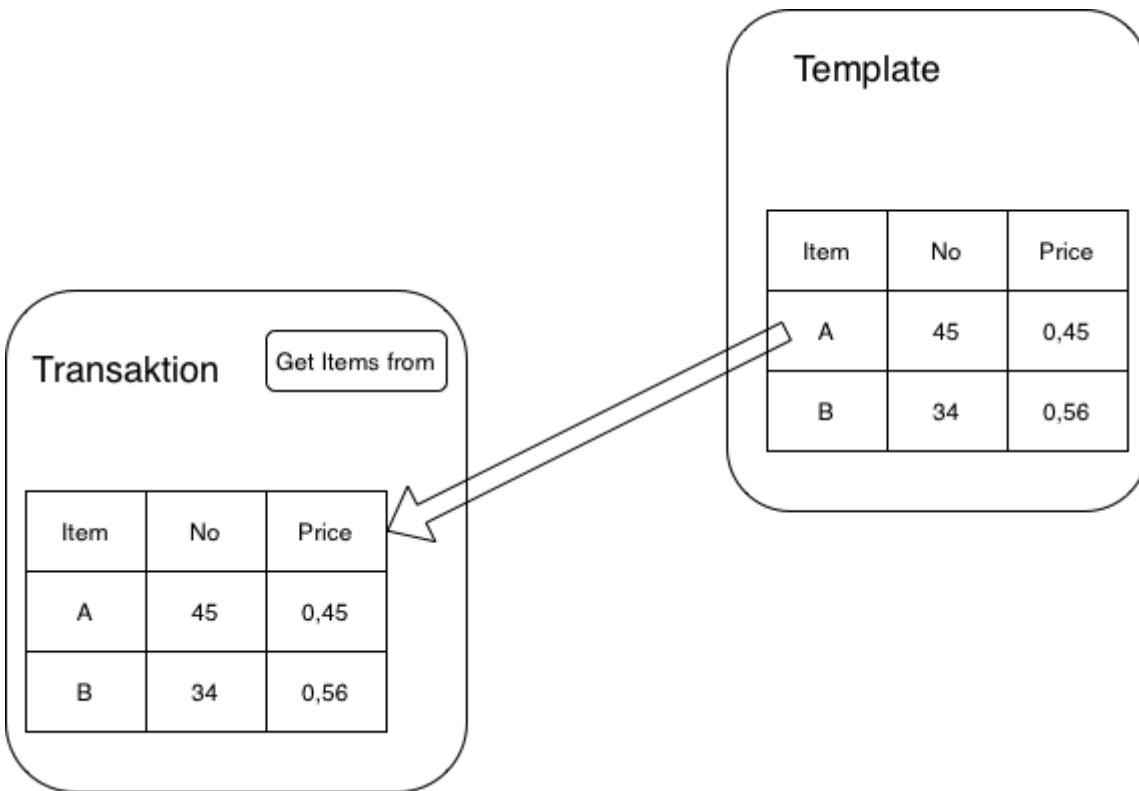 Template
Item No Price
A 45 0,45
B 34 0,56
Transaktion
Get Items from
Item No Price
A 45 0,45
B 34 0,56